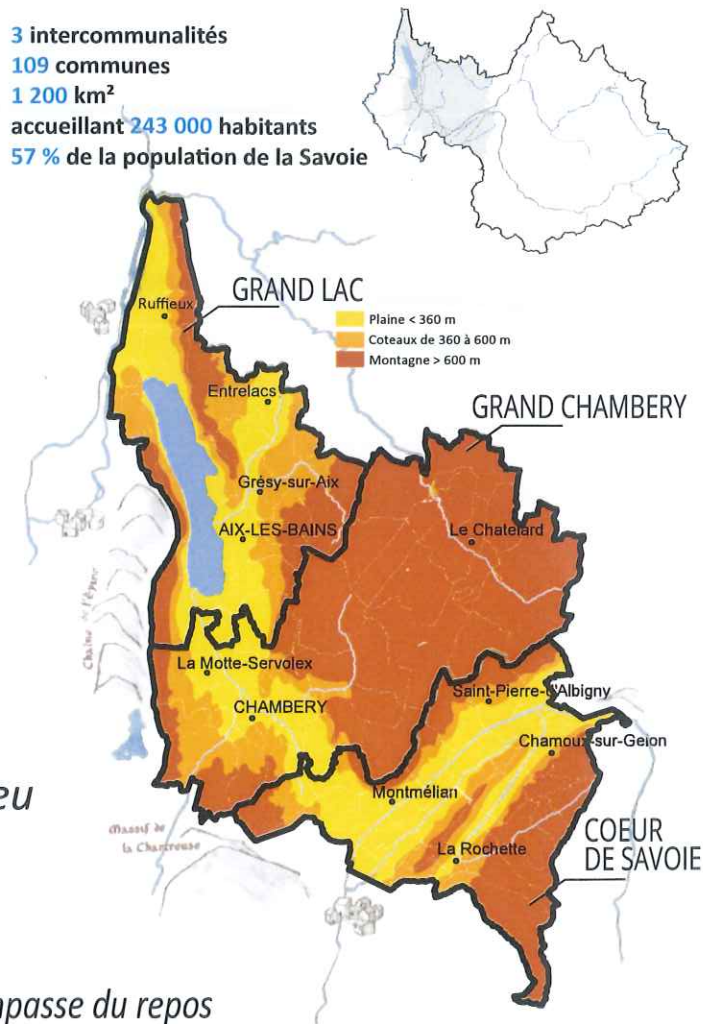 3 intercommunalités
109 communes
1 200 km²
accueillant 243 000 habitants
57 % de la population de la Savoie
GRAND LAC
Plaine < 360 m
Coteaux de 360 à 600 m
Montagne > 600 m
Ruffieux
Entrelacs
GRAND CHAMBERY
Grésy-sur-Aix
AIX-LES-BAINS
Le Chatelard
Chaîne de l'Épine
La Motte-Servolex
CHAMBERY
Saint-Pierre-d'Albigny
Chamoux-sur-Gelon
Montmélian
eu
Massif de
la Chartreuse
La Rochette
COEUR
DE SAVOIE
passe du repos